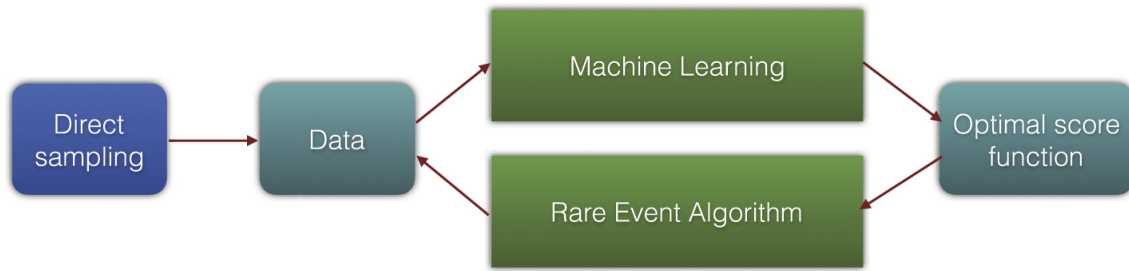 Direct
sampling
Data
Machine Learning
Rare Event Algorithm
Optimal score
function